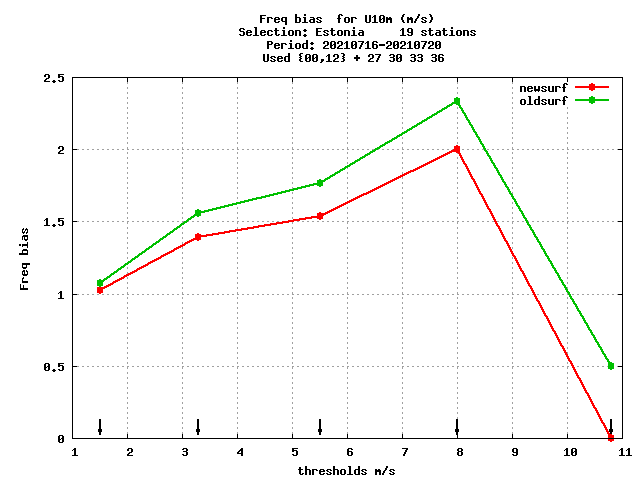 Freq bias  for U10m (m/s)
Selection: Estonia     19 stations
Period: 20210716-20210720
Used {00,12} + 27 30 33 36
newsurf
oldsurf
2.5
2
1.5
1
0.5
0
Freq bias
1 2 3 4 5 6 7 8 9 10 11
thresholds m/s